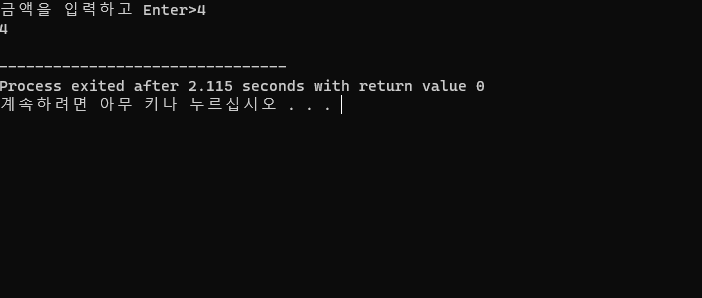 금액을 입력하고 Enter>4
4

--------------------------------
Process exited after 2.115 seconds with return value 0
계속하려면 아무 키나 누르십시오 . . .